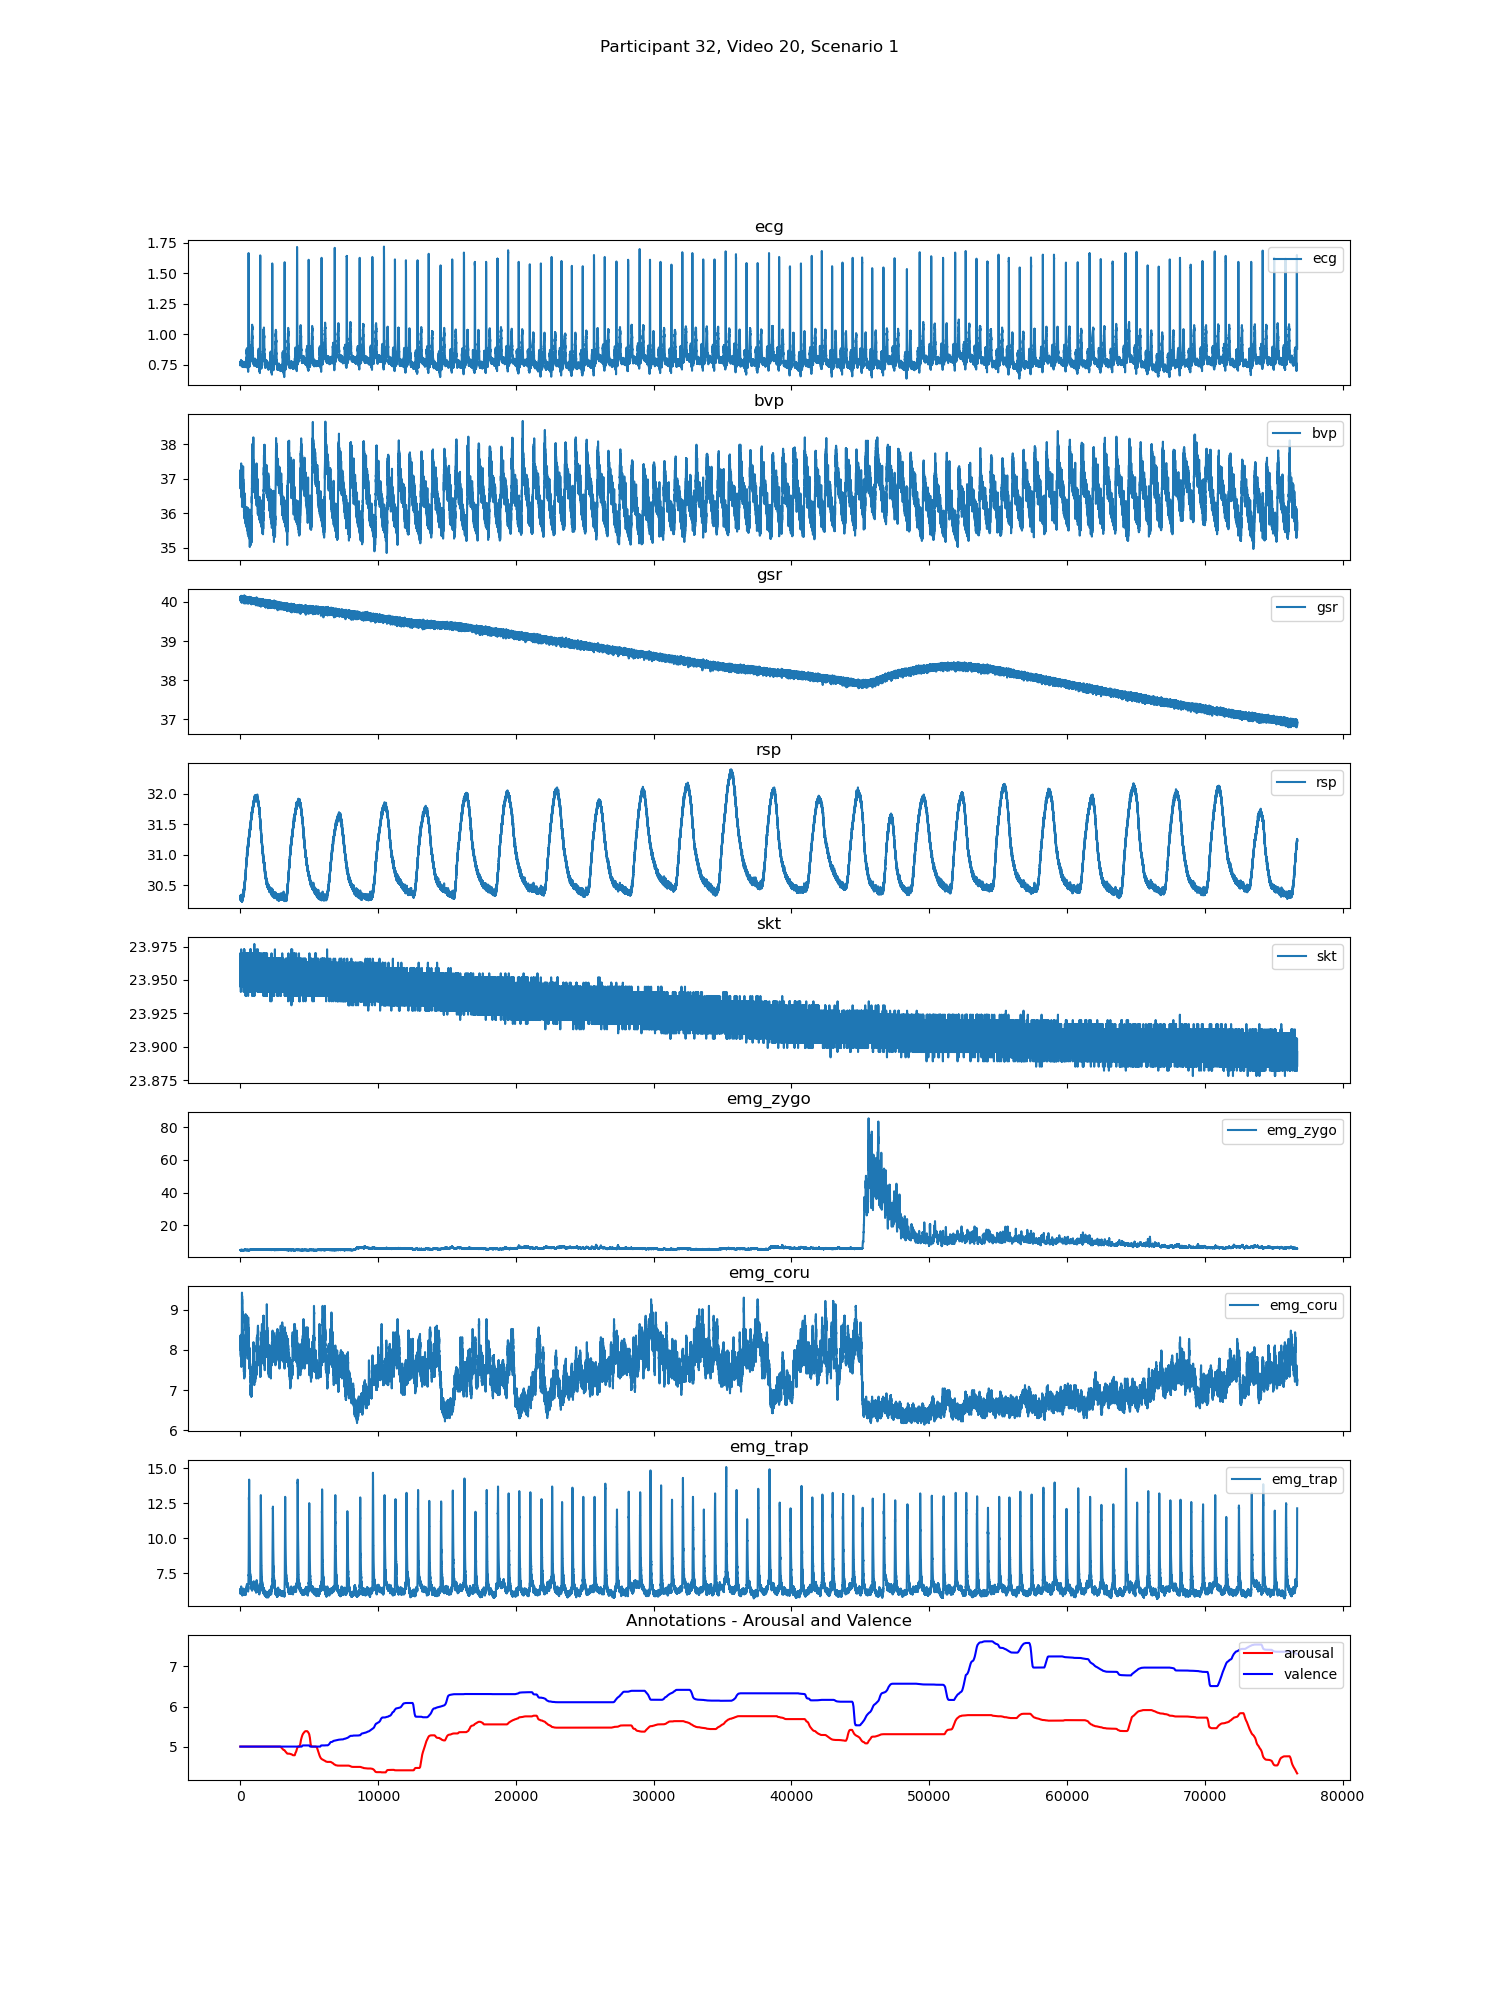 Participant 32, Video 20, Scenario 1
ecg
1.75
1.50
1.25
1.00
0.75
ecg
bvp
38
37
36
35
bvp
gsr
40
39
38
37
gsr
rsp
32.0
31.5
31.0
30.5
rsp
skt
23.975
23.950
23.925
23.900
23.875
skt
emg_zygo
80
60
40
20
emg_zygo
emg_coru
9
8
7
6
emg_coru
emg_trap
15.0
12.5
10.0
7.5
emg_trap
Annotations - Arousal and Valence
7
6
5
arousal
valence
0 10000 20000 30000 40000 50000 60000 70000 80000